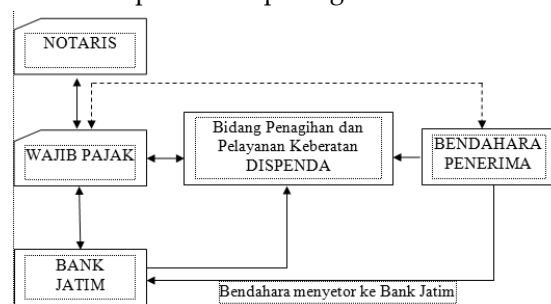 NOTARIS
WAJIB PAJAK
Bidang Penagihan dan
Pelayanan Keberatan
DISPENDA
BENDAHARA
PENERIMA
BANK
JATIM
Bendahara menyetor ke Bank Jatim